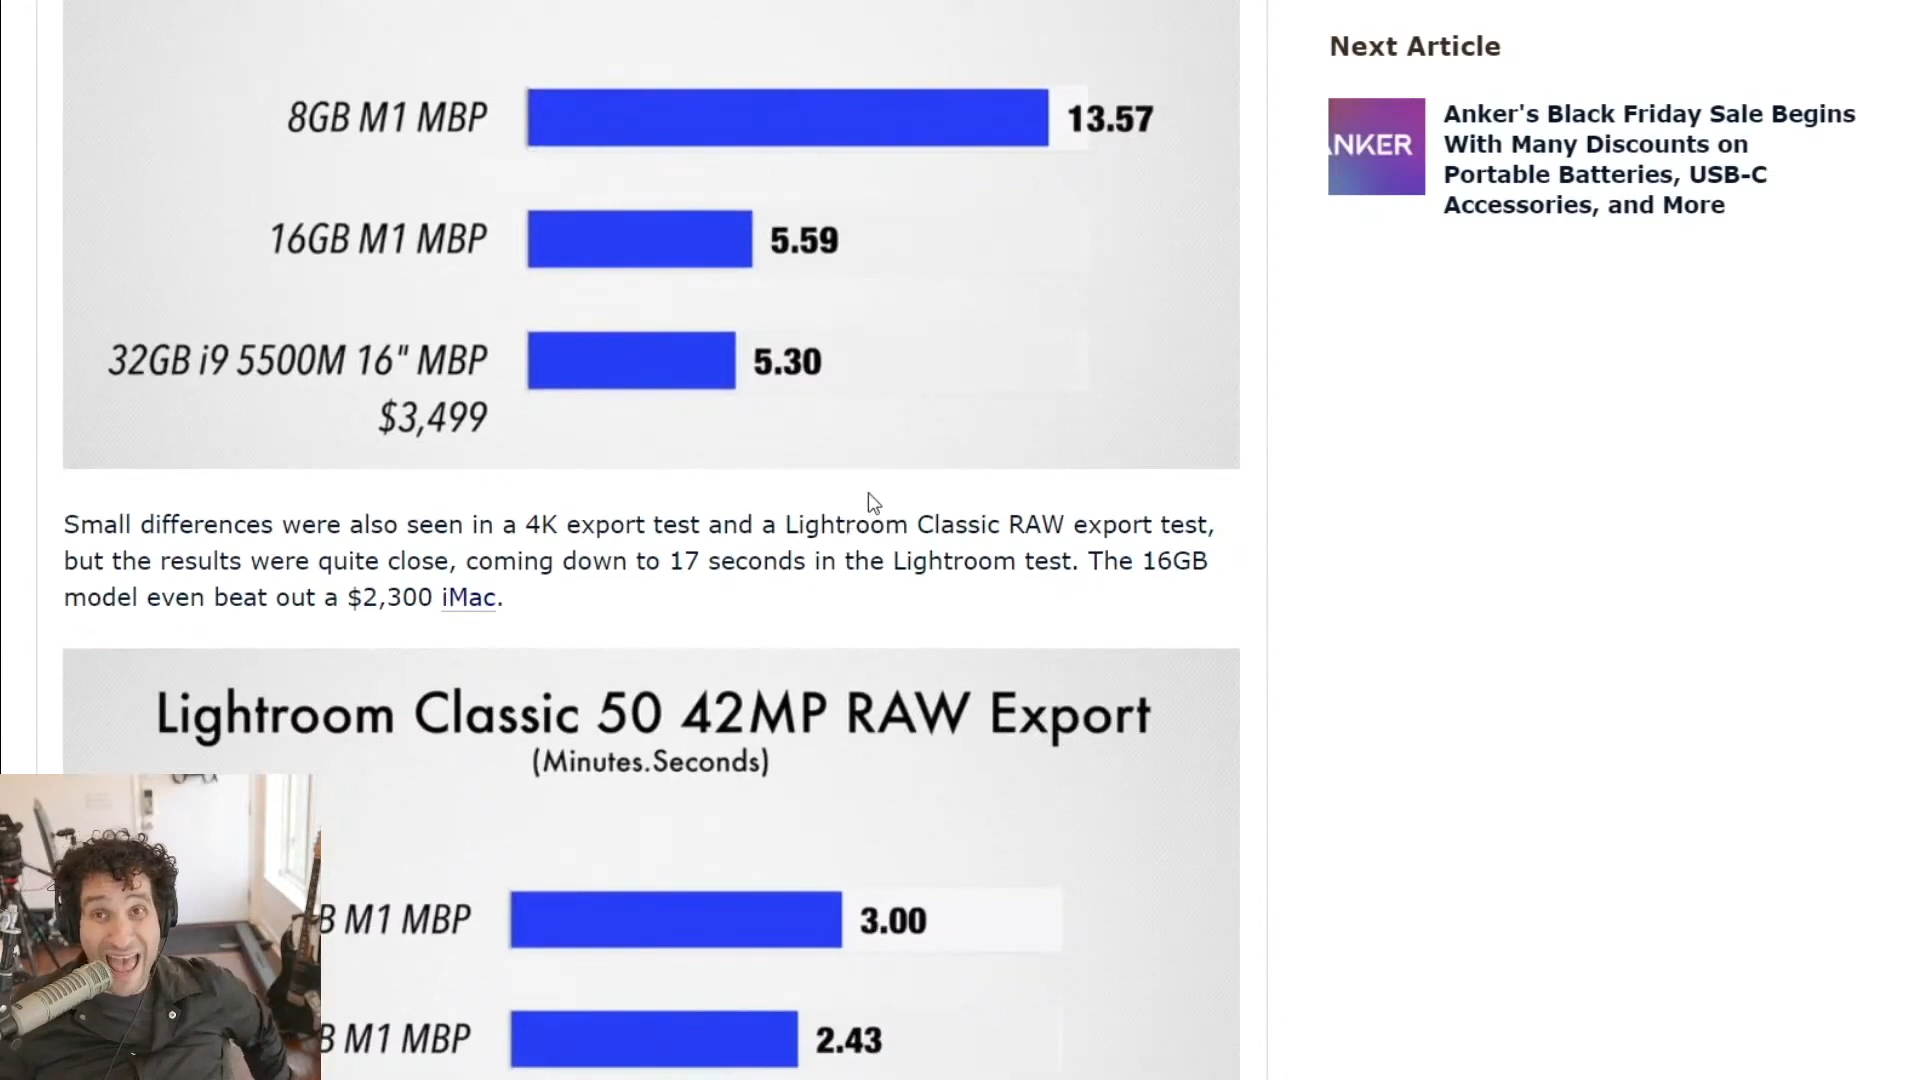 8GB M1 MBP 13.57
16GB M1 MBP 5.59
32GB i9 5500M 16" MBP 5.30
$3,499
Small differences were also seen in a 4K export test and a Lightroom Classic RAW export test,
but the results were quite close, coming down to 17 seconds in the Lightroom test. The 16GB
model even beat out a $2,300 iMac.
Lightroom Classic 50 42MP RAW Export
(Minutes.Seconds)
B M1 MBP 3.00
B M1 MBP 2.43
Next Article
NKER
Anker's Black Friday Sale Begins
With Many Discounts on
Portable Batteries, USB-C
Accessories, and More